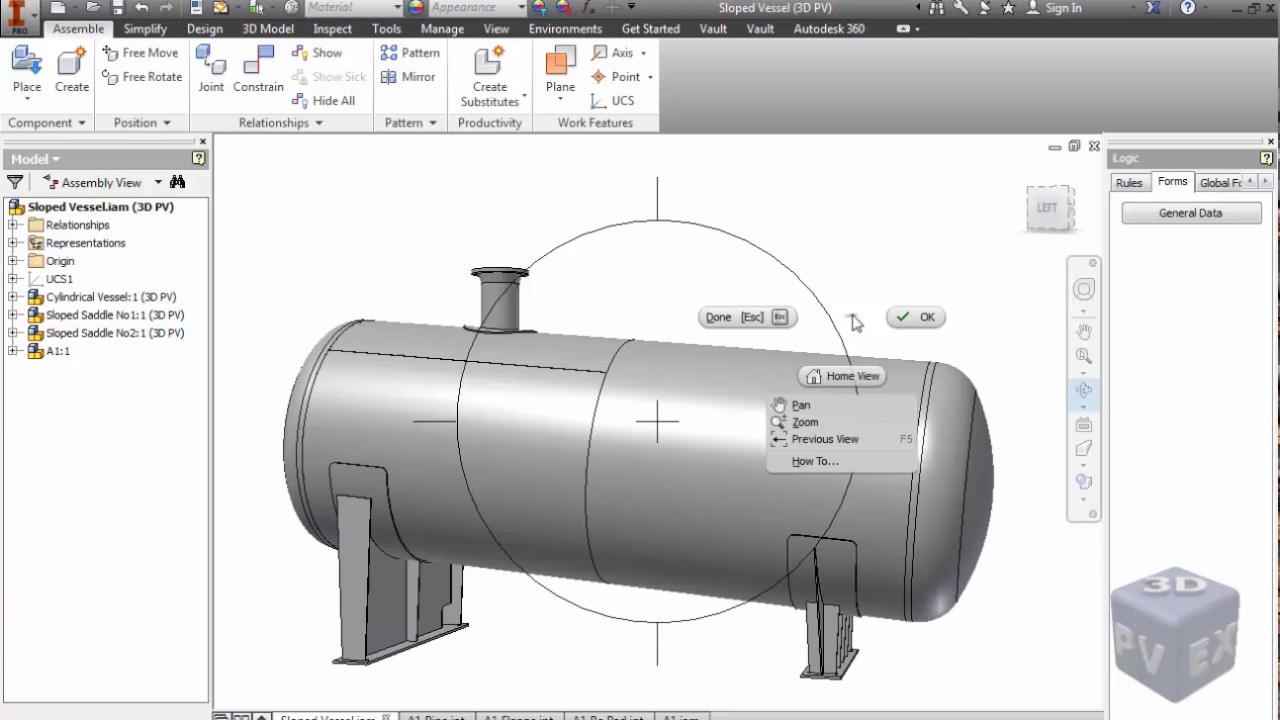 Material
Appearance
Sloped Vessel (3D PV)
Sign In
PRO
Assemble Simplify Design 3D Model Inspect Tools Manage View Environments Get Started Vault Vault Autodesk 360
Place
Create
Free Move
Free Rotate
Joint
Constrain
Show
Show Sick
Hide All
Pattern
Mirror
Create
Substitutes
Plane
Axis
Point
UCS
Component Position Relationships Pattern Productivity Work Features
Model
Assembly View
Sloped Vessel.iam (3D PV)
Relationships
Representations
Origin
UCS1
Cylindrical Vessel:1 (3D PV)
Sloped Saddle No1:1 (3D PV)
Sloped Saddle No2:1 (3D PV)
A1:1
LEFT
Done [Esc] Esc
OK
Home View
Pan
Zoom
Previous View F5
How To...
iLogic
Rules Forms Global Fo
General Data
3D
PV EX
Sloped Vessel.iam A1 Pipe.ipt A1 Flange.ipt A1 Re Pad.ipt A1.iam